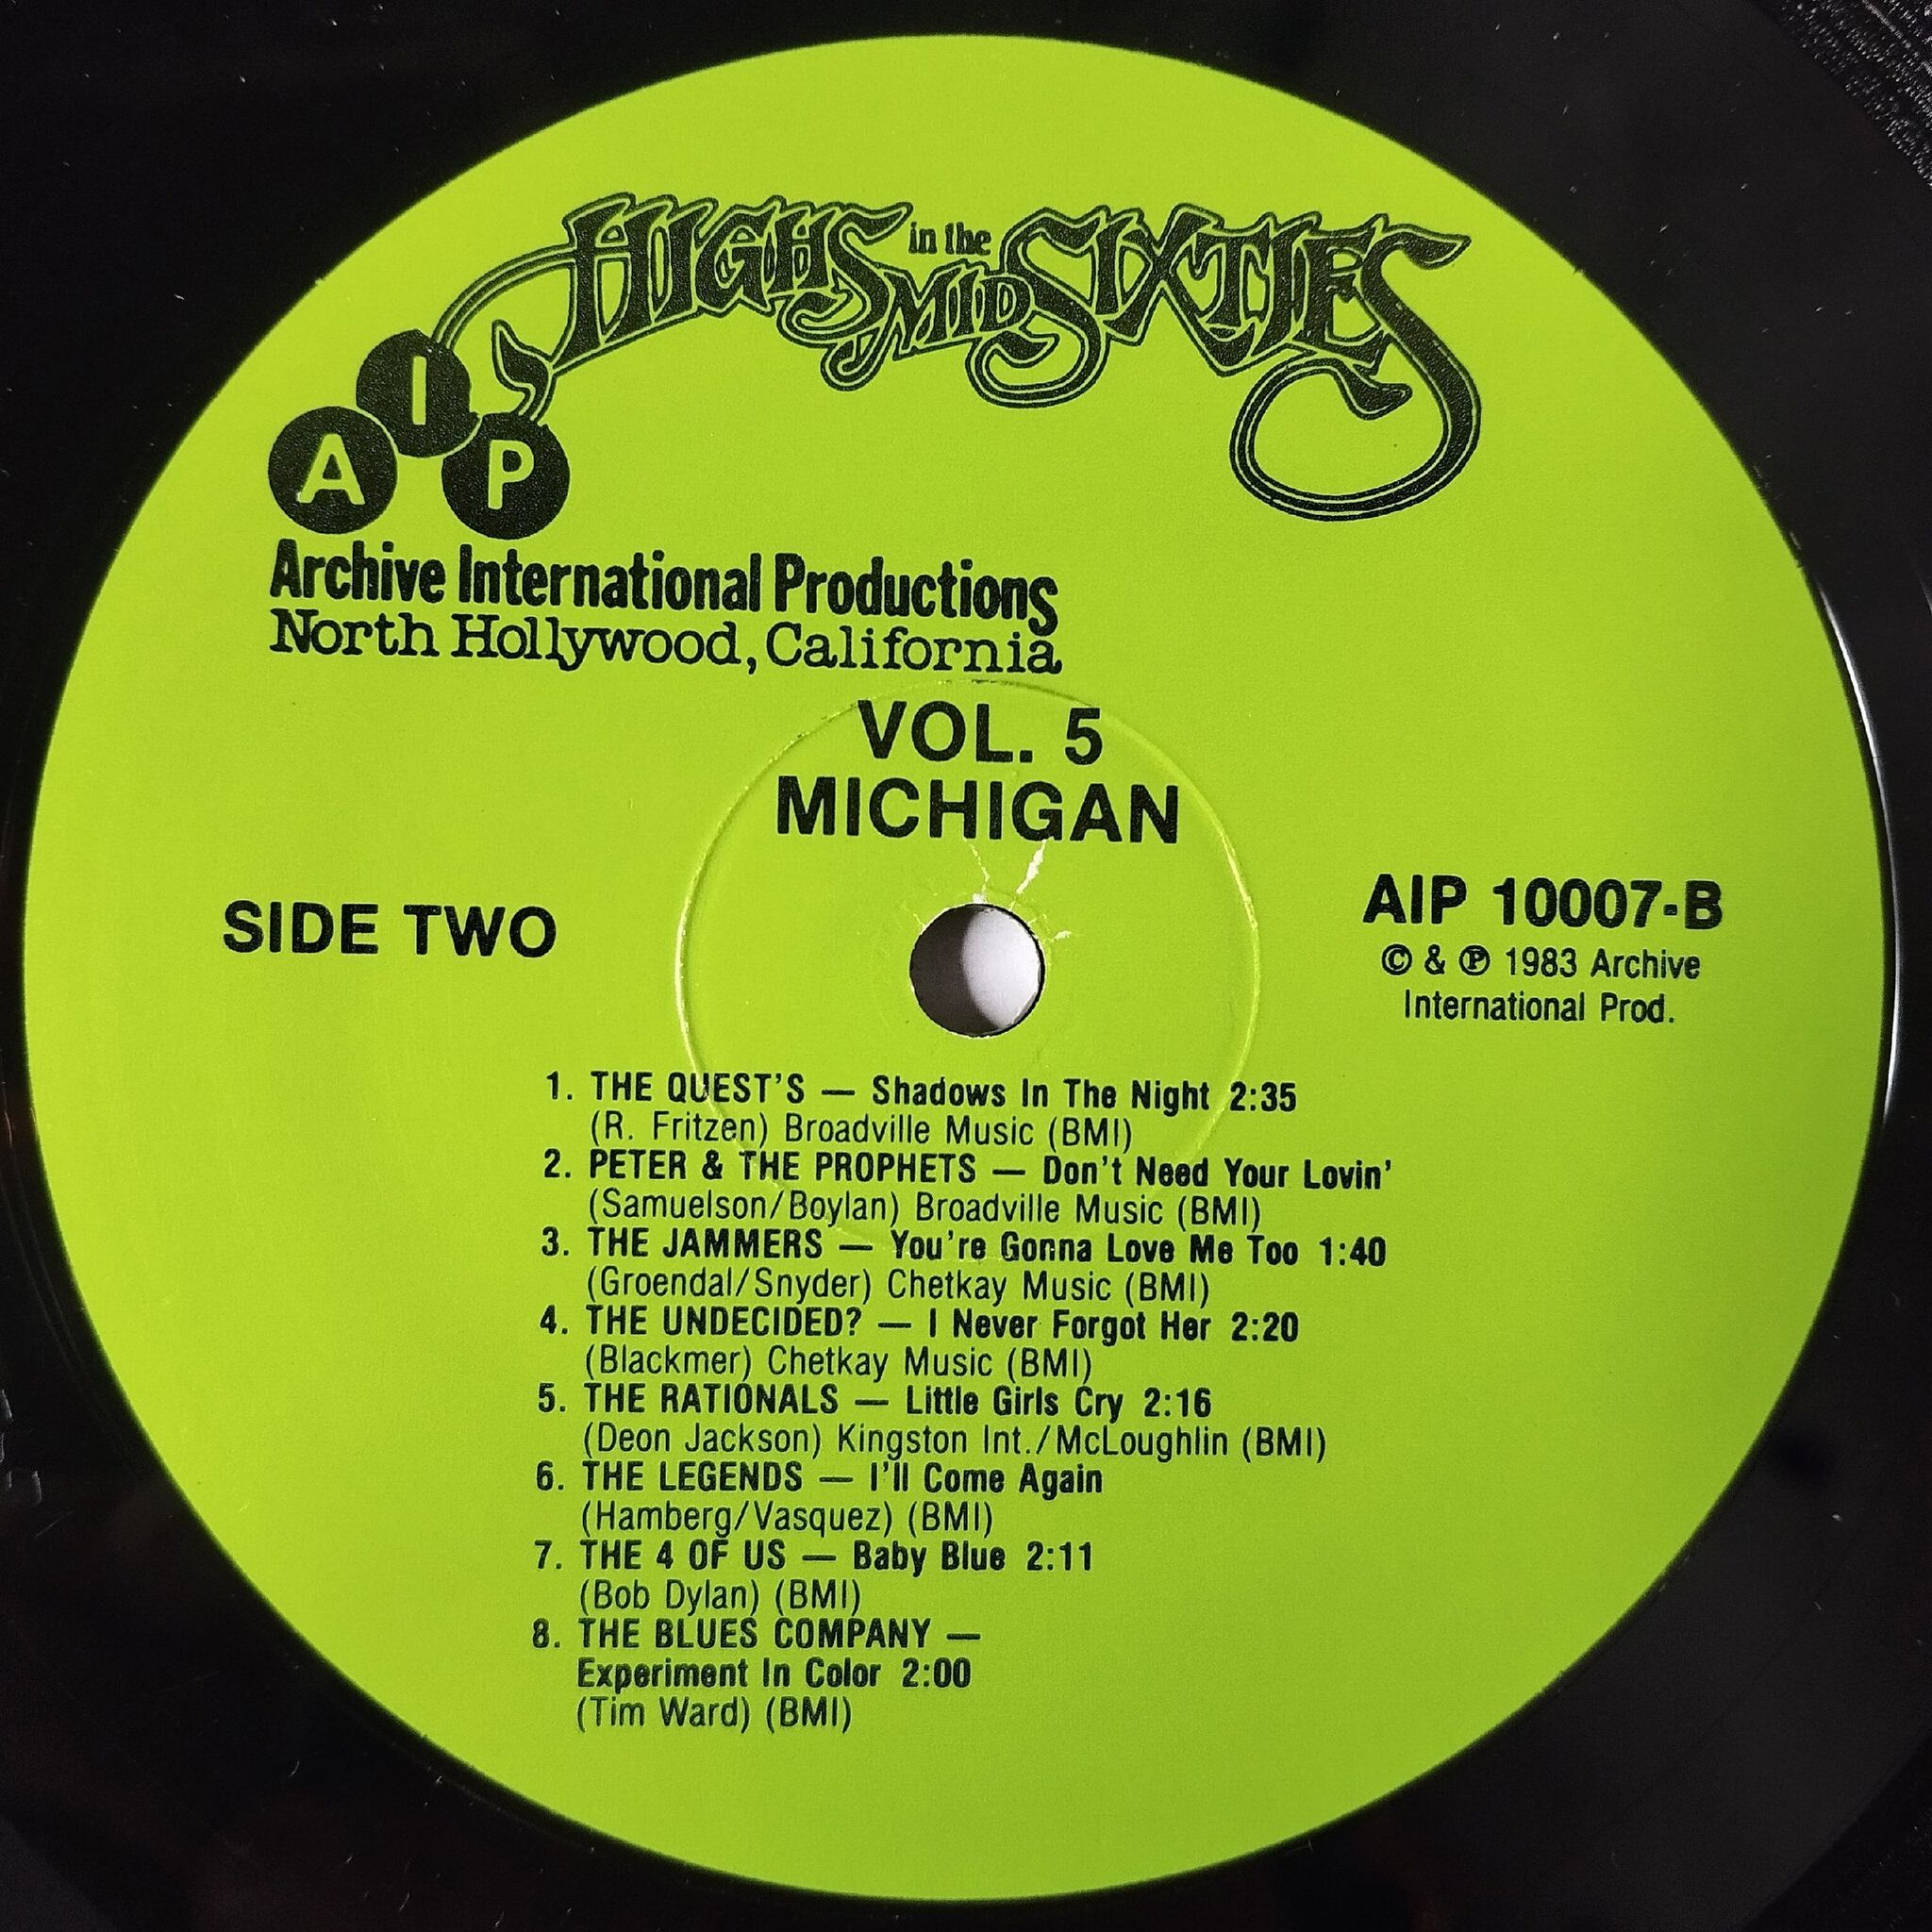 HIGHS in the MID SIXTIES
A I P
Archive International Productions
North Hollywood, California
VOL. 5
MICHIGAN
SIDE TWO
AIP 10007-B
© & ℗ 1983 Archive
International Prod.
1. THE QUEST'S — Shadows In The Night 2:35
(R. Fritzen) Broadville Music (BMI)
2. PETER & THE PROPHETS — Don't Need Your Lovin'
(Samuelson/Boylan) Broadville Music (BMI)
3. THE JAMMERS — You're Gonna Love Me Too 1:40
(Groendal/Snyder) Chetkay Music (BMI)
4. THE UNDECIDED? — I Never Forgot Her 2:20
(Blackmer) Chetkay Music (BMI)
5. THE RATIONALS — Little Girls Cry 2:16
(Deon Jackson) Kingston Int./McLoughlin (BMI)
6. THE LEGENDS — I'll Come Again
(Hamberg/Vasquez) (BMI)
7. THE 4 OF US — Baby Blue 2:11
(Bob Dylan) (BMI)
8. THE BLUES COMPANY —
Experiment In Color 2:00
(Tim Ward) (BMI)